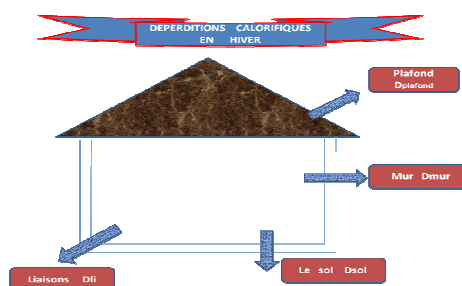 DEPERDITIONS CALORIFIQUES
EN HIVER
Plafond
Dplafond
Mur Dmur
Le sol Dsol
Liaisons Dli